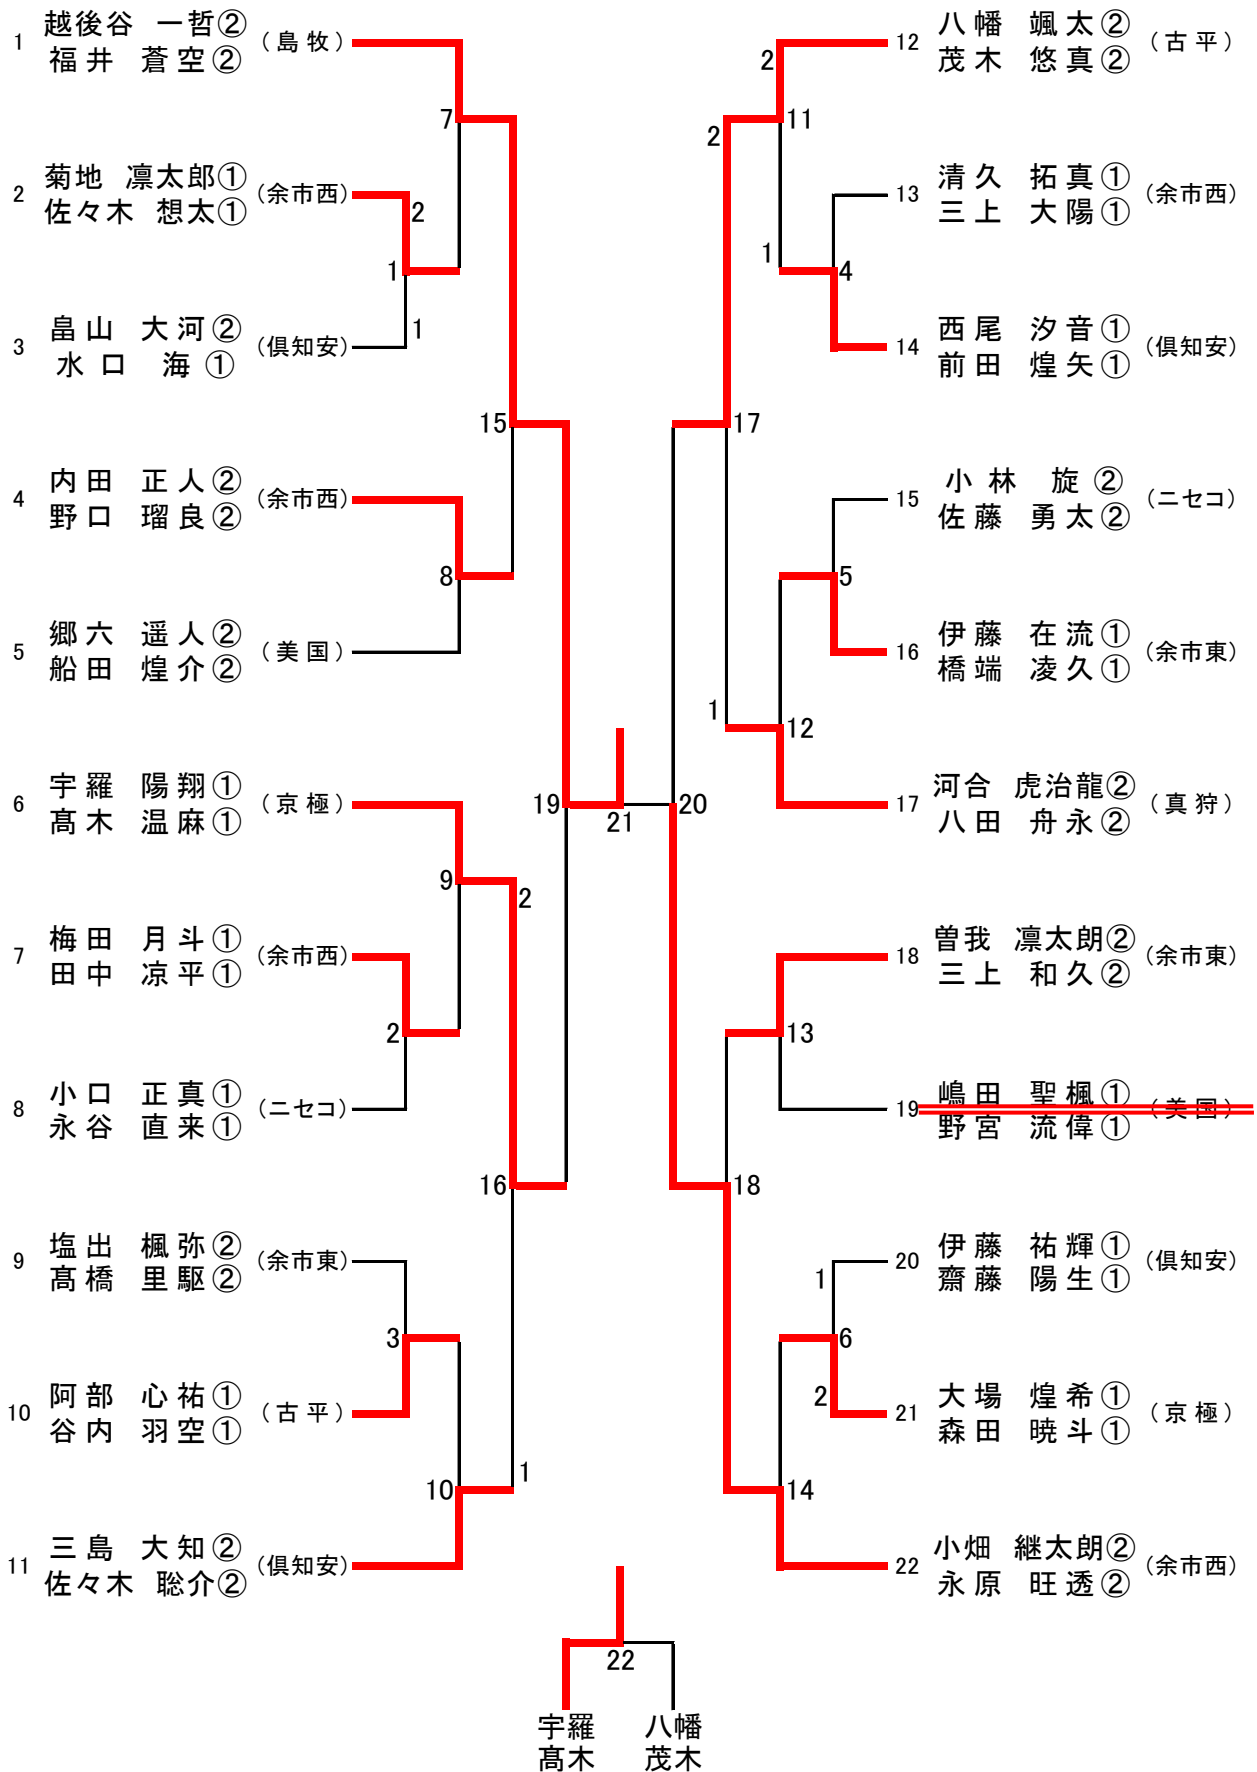 1 越後谷 一哲② (島牧)
福井 蒼空②
2 菊地 凛太郎① (余市西)
佐々木 想太①
3 畠山 大河② (倶知安)
水口 海①
4 内田 正人② (余市西)
野口 瑠良②
5 郷六 遥人② (美国)
船田 煌介②
6 宇羅 陽翔① (京極)
髙木 温麻①
7 梅田 月斗① (余市西)
田中 凉平①
8 小口 正真① (ニセコ)
永谷 直来①
9 塩出 楓弥② (余市東)
髙橋 里駆②
10 阿部 心祐① (古平)
谷内 羽空①
11 三島 大知② (倶知安)
佐々木 聡介②
7
2
1
1
15
8
19
9
2
2
16
3
10
1
21
20
12 八幡 颯太② (古平)
茂木 悠真②
13 清久 拓真① (余市西)
三上 大陽①
14 西尾 汐音① (倶知安)
前田 煌矢①
15 小林 旋② (ニセコ)
佐藤 勇太②
16 伊藤 在流① (余市東)
橋端 凌久①
17 河合 虎治龍② (真狩)
八田 舟永②
18 曽我 凛太朗② (余市東)
三上 和久②
19 嶋田 聖楓① (美国)
野宮 流偉①
20 伊藤 祐輝① (倶知安)
齋藤 陽生①
21 大場 煌希① (京極)
森田 暁斗①
22 小畑 継太朗② (余市西)
永原 旺透②
2
11
2
1
4
17
5
1
12
13
18
1
6
2
14
22
宇羅 八幡
髙木 茂木